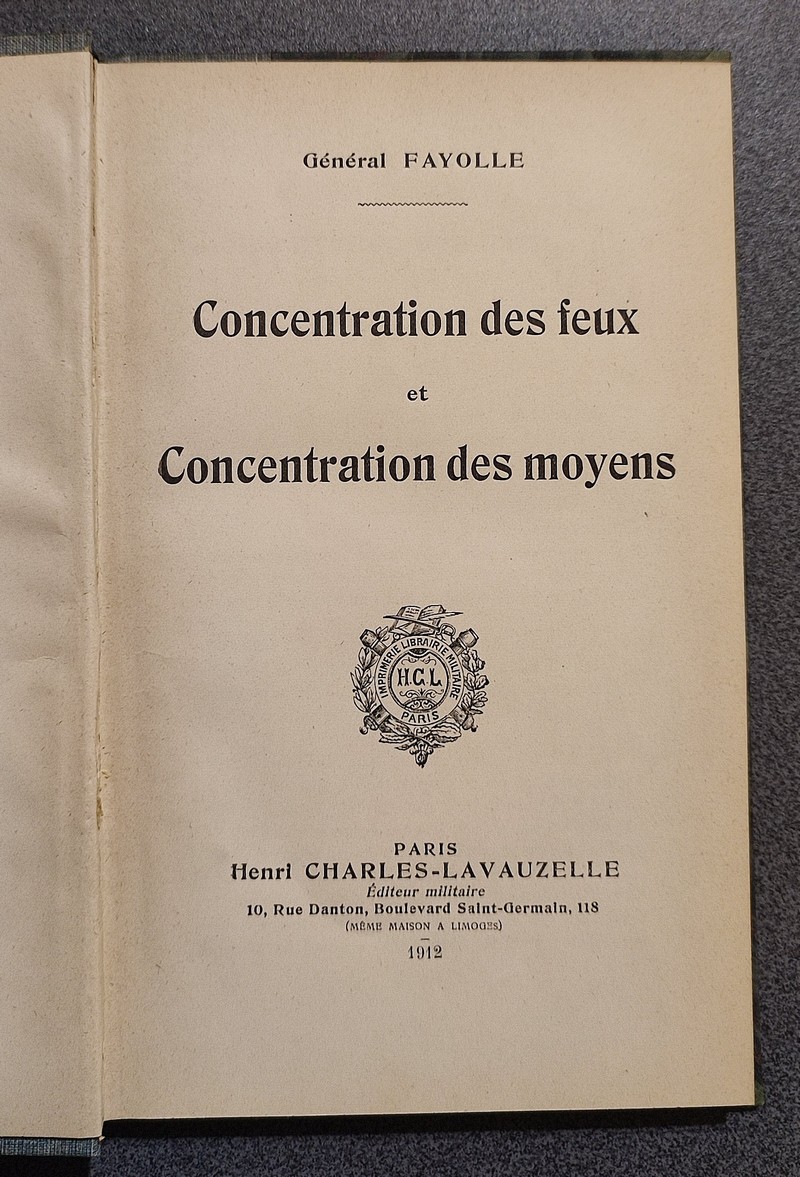 Général FAYOLLE
Concentration des feux
et
Concentration des moyens
IMPRIMERIE LIBRAIRIE MILITAIRE
H.C.L.
PARIS
PARIS
Henri CHARLES-LAVAUZELLE
Éditeur militaire
10, Rue Danton, Boulevard Saint-Germain, 118
(MÊME MAISON A LIMOGES)
1912